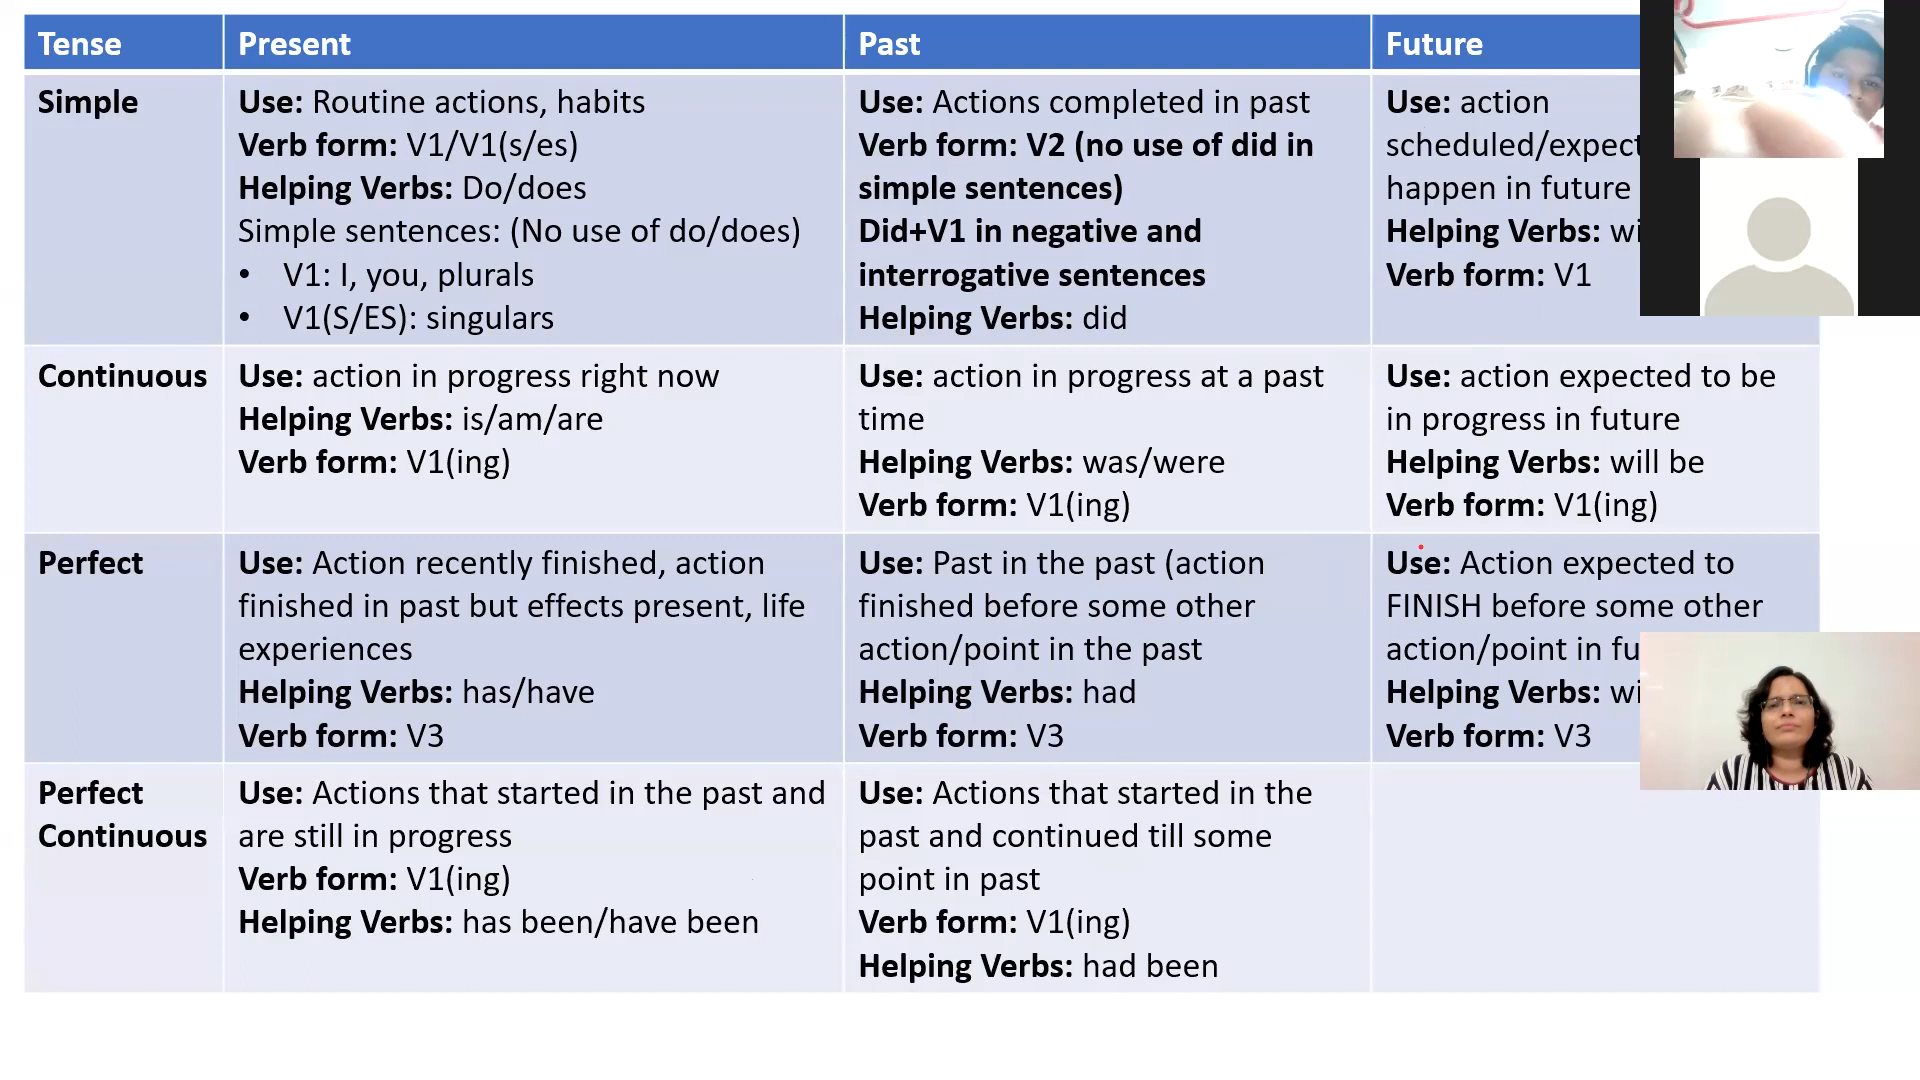 Tense
Present
Past
Future
Simple
Use: Routine actions, habits
Verb form: V1/V1(s/es)
Helping Verbs: Do/does
Simple sentences: (No use of do/does)
• V1: I, you, plurals
• V1(S/ES): singulars
Use: Actions completed in past
Verb form: V2 (no use of did in
simple sentences)
Did+V1 in negative and
interrogative sentences
Helping Verbs: did
Use: action
happen in future
Helping Verbs:
Verb form: V1
Continuous
Use: action in progress right now
Helping Verbs: is/am/are
Verb form: V1(ing)
Use: action in progress at a past
time
Helping Verbs: was/were
Verb form: V1(ing)
Use: action expected to be
in progress in future
Helping Verbs: will be
Verb form: V1(ing)
Perfect
Use: Action recently finished, action
finished in past but effects present, life
experiences
Helping Verbs: has/have
Verb form: V3
Use: Past in the past (action
finished before some other
action/point in the past
Helping Verbs: had
Verb form: V3
Use: Action expected to
FINISH before some other
action/point in
Helping Verbs:
Verb form: V3
Perfect
Continuous
Use: Actions that started in the past and
are still in progress
Verb form: V1(ing)
Helping Verbs: has been/have been
Use: Actions that started in the
past and continued till some
point in past
Verb form: V1(ing)
Helping Verbs: had been